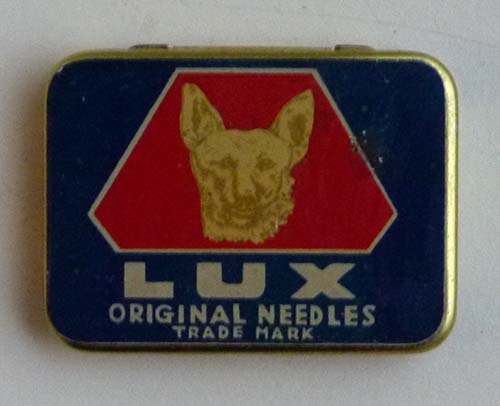 LUX
ORIGINAL NEEDLES
TRADE MARK